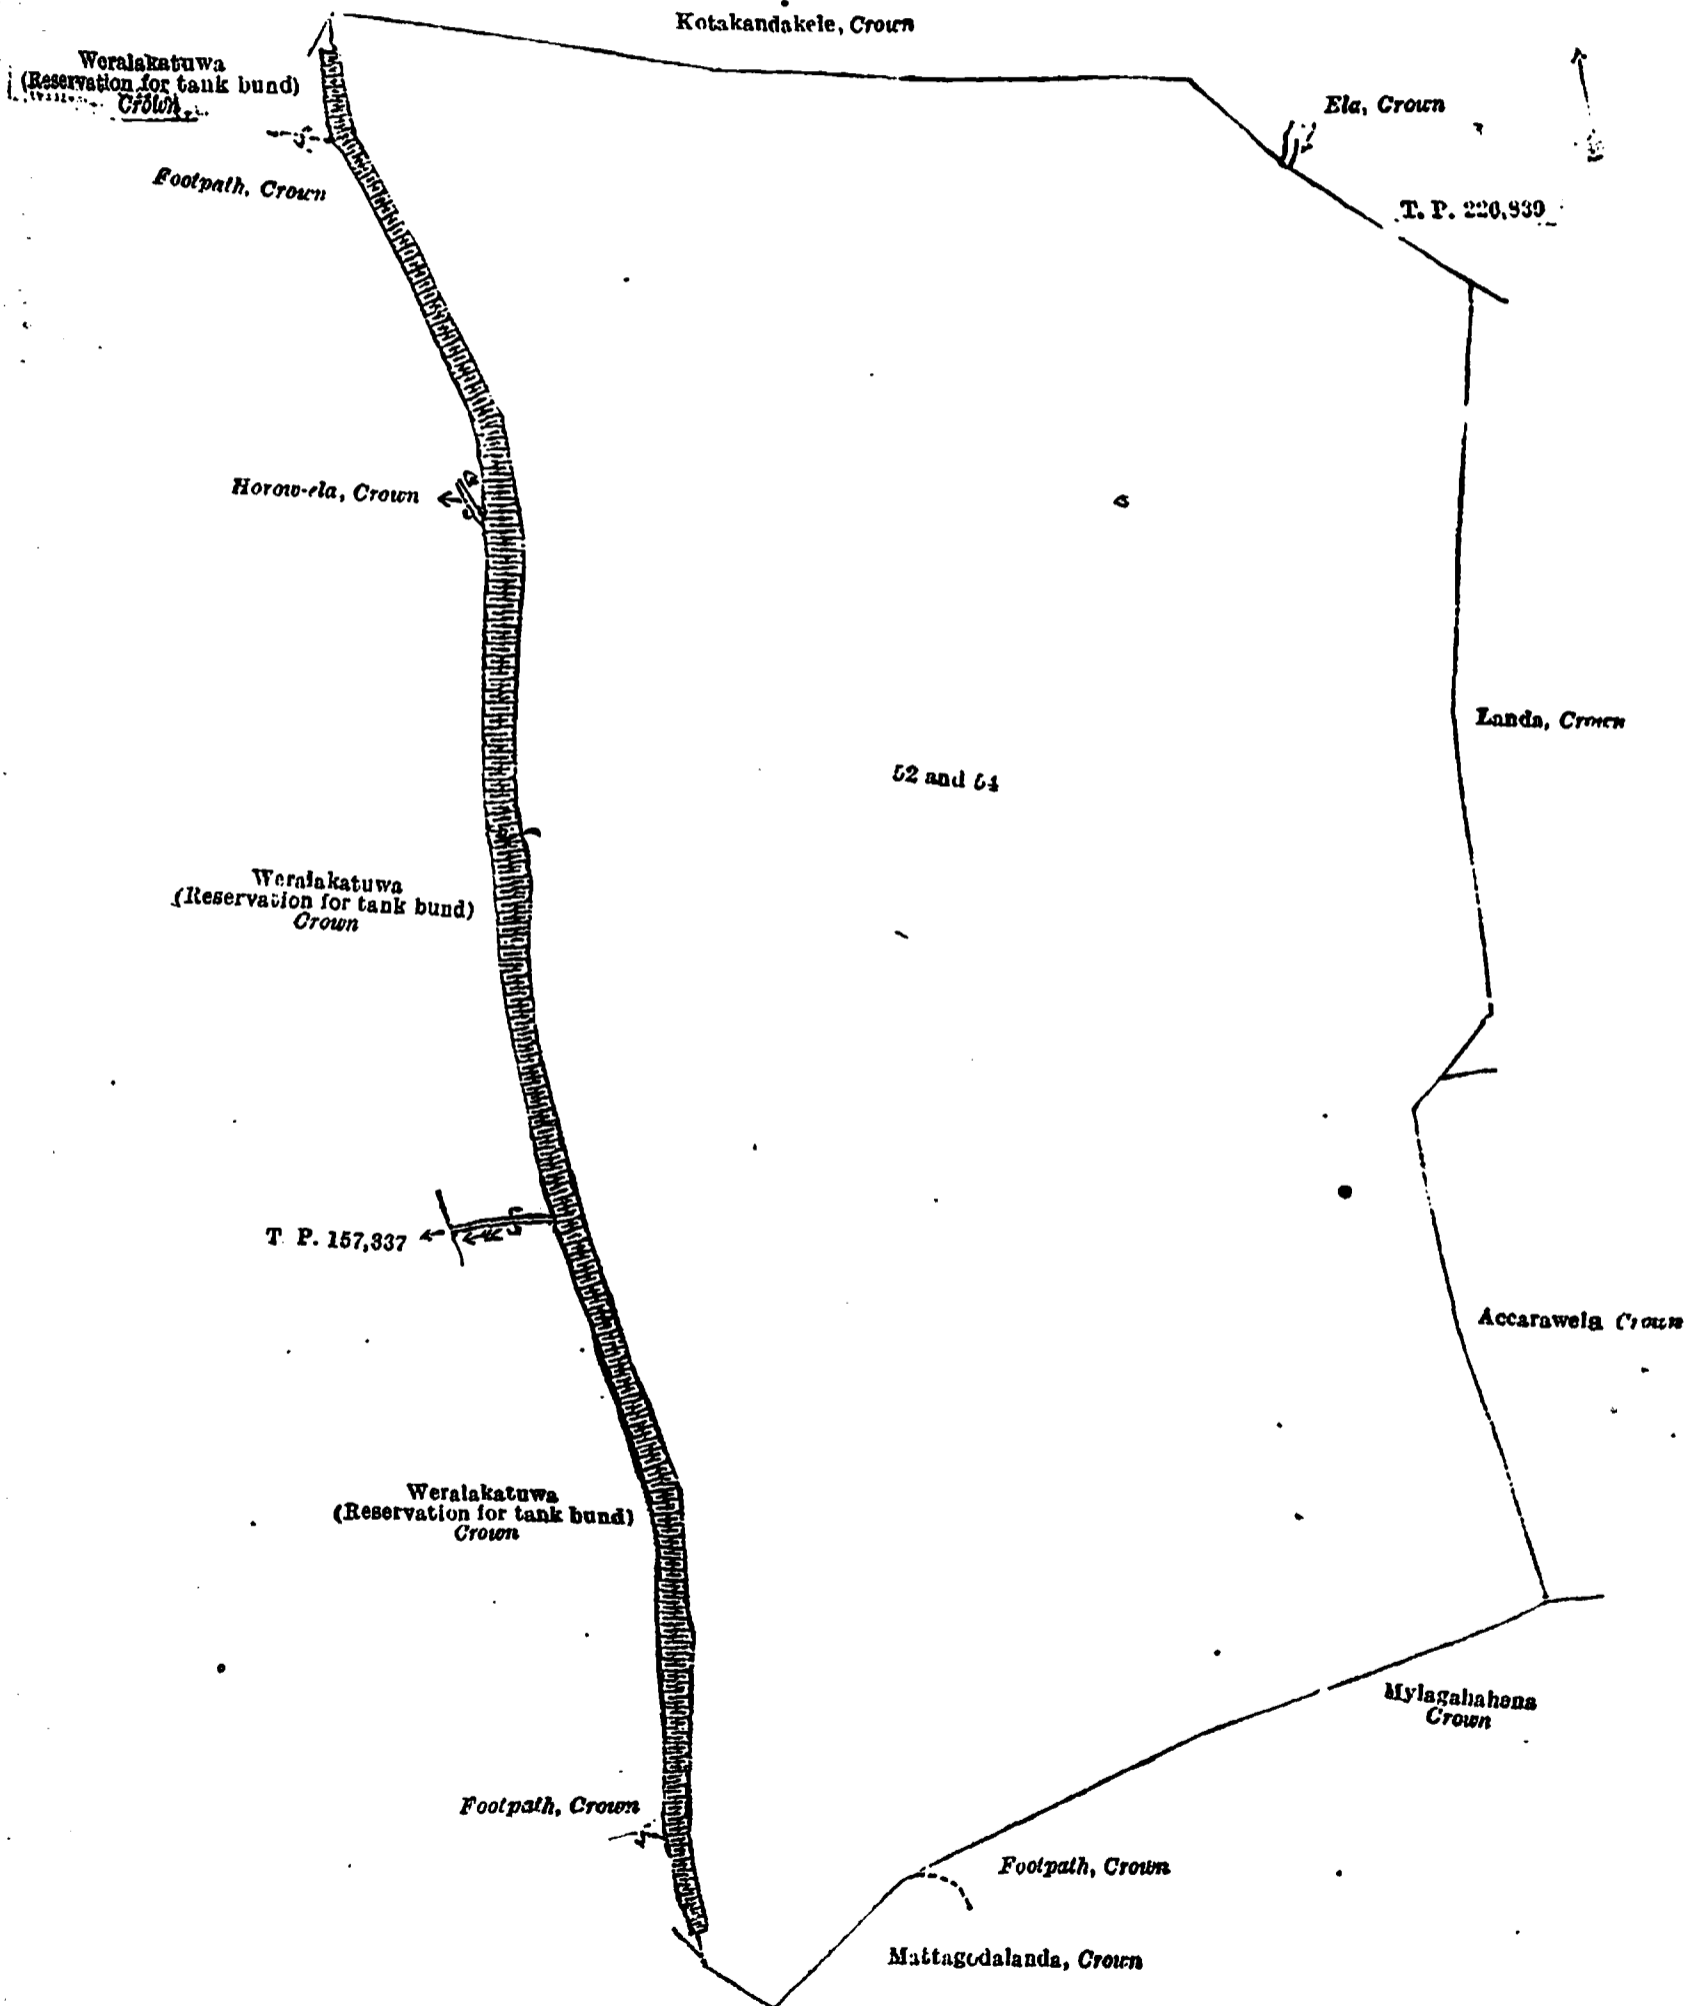 Kotakandakele, Crown
Weralakatuwa
(Reservation for tank bund)
Crown
Ela, Crown
Footpath, Crown
T. P. 226,939
Horow-ela, Crown
Landa, Crown
52 and 54
Weralakatuwa
(Reservation for tank bund)
Crown
T. P. 157,337
Accarawela Crown
Weralakatuwa
(Reservation for tank bund)
Crown
Mylagahahena
Crown
Footpath, Crown
Footpath, Crown
Mattagodalanda, Crown